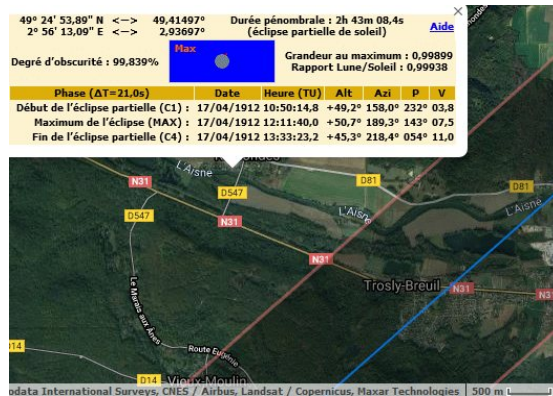 49° 24' 53,89" N <—> 49,41497° Durée pénombrale : 2h 43m 08,4s
2° 56' 13,09" E <—> 2,93697° (éclipse partielle de soleil) Aide
Max
Degré d'obscurité : 99,839% Grandeur au maximum : 0,99899
Rapport Lune/Soleil : 0,99938
Phase (ΔT=21,0s) Date Heure (TU) Alt Azi P V
Début de l'éclipse partielle (C1) : 17/04/1912 10:50:14,8 +49,2° 158,0° 232° 03,8
Maximum de l'éclipse (MAX) : 17/04/1912 12:11:40,0 +50,7° 189,3° 143° 07,5
Fin de l'éclipse partielle (C4) : 17/04/1912 13:33:23,2 +45,3° 218,4° 054° 11,0
L'Aisne
N31
D81
D81
D547
L'Aisne
L'Aisne
D547
N31
N31
Trosly-Breuil
N31
N31
Le Marais aux Ânes
Route Eugénie
D14
Vieux-Moulin
odata International Surveys, CNES / Airbus, Landsat / Copernicus, Maxar Technologies 500 m